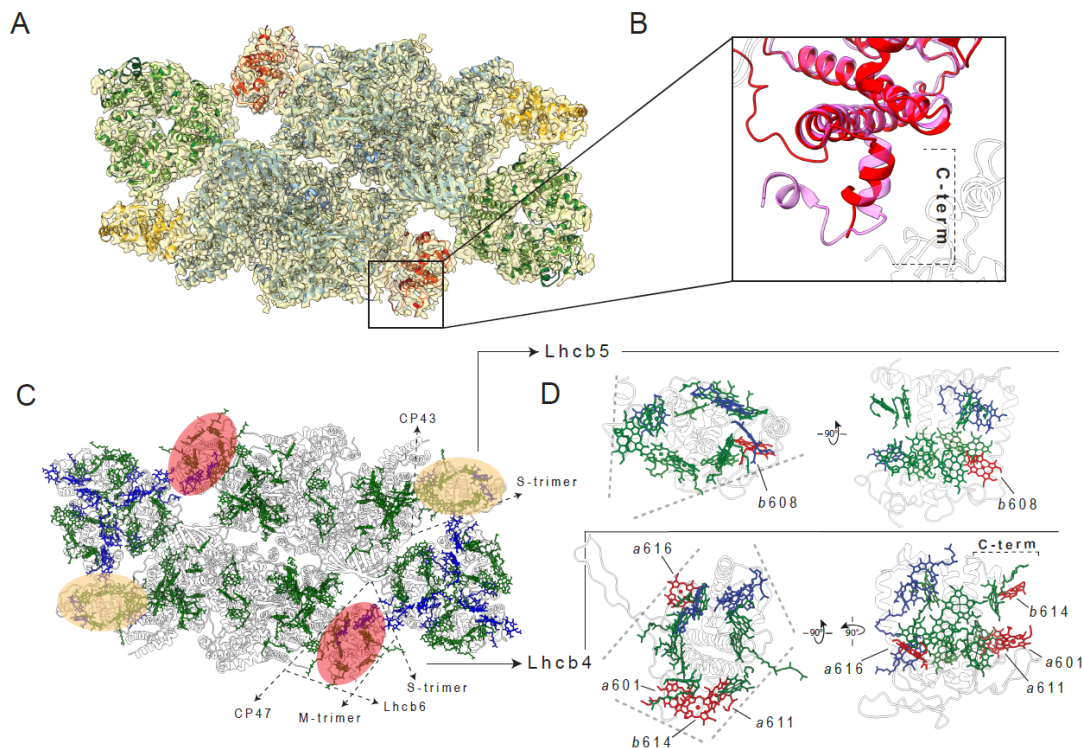 A
B
C-term
Lhcb5
C
D
CP43
S-trimer
90°
b608
b608
C-term
a616
b614
90°
90°
a601
a616
a601
a611
a611
b614
Lhcb4
S-trimer
Lhcb6
CP47
M-trimer